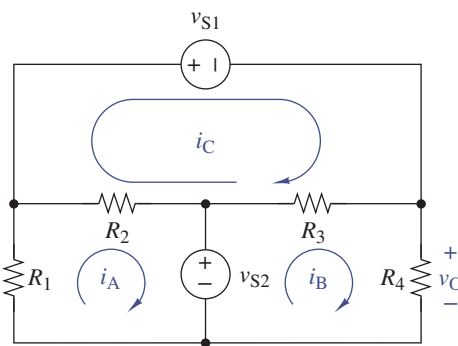 vS1
+ −
iC
R2
R3
R1
iA
+
−
vS2
iB
R4
+
vO
−